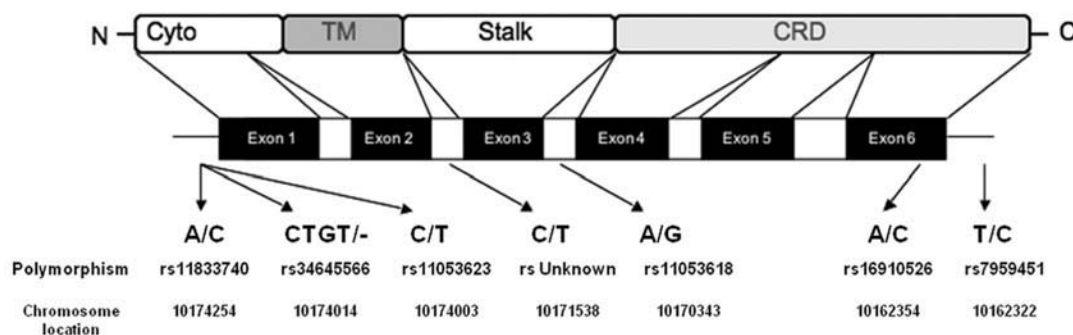 N Cyto TM Stalk CRD C
Exon 1 Exon 2 Exon 3 Exon 4 Exon 5 Exon 6
A/C CTGT/- C/T C/T A/G A/C T/C
Polymorphism rs11833740 rs34645566 rs11053623 rs Unknown rs11053618 rs16910526 rs7959451
Chromosome 10174254 10174014 10174003 10171538 10170343 10162354 10162322
location